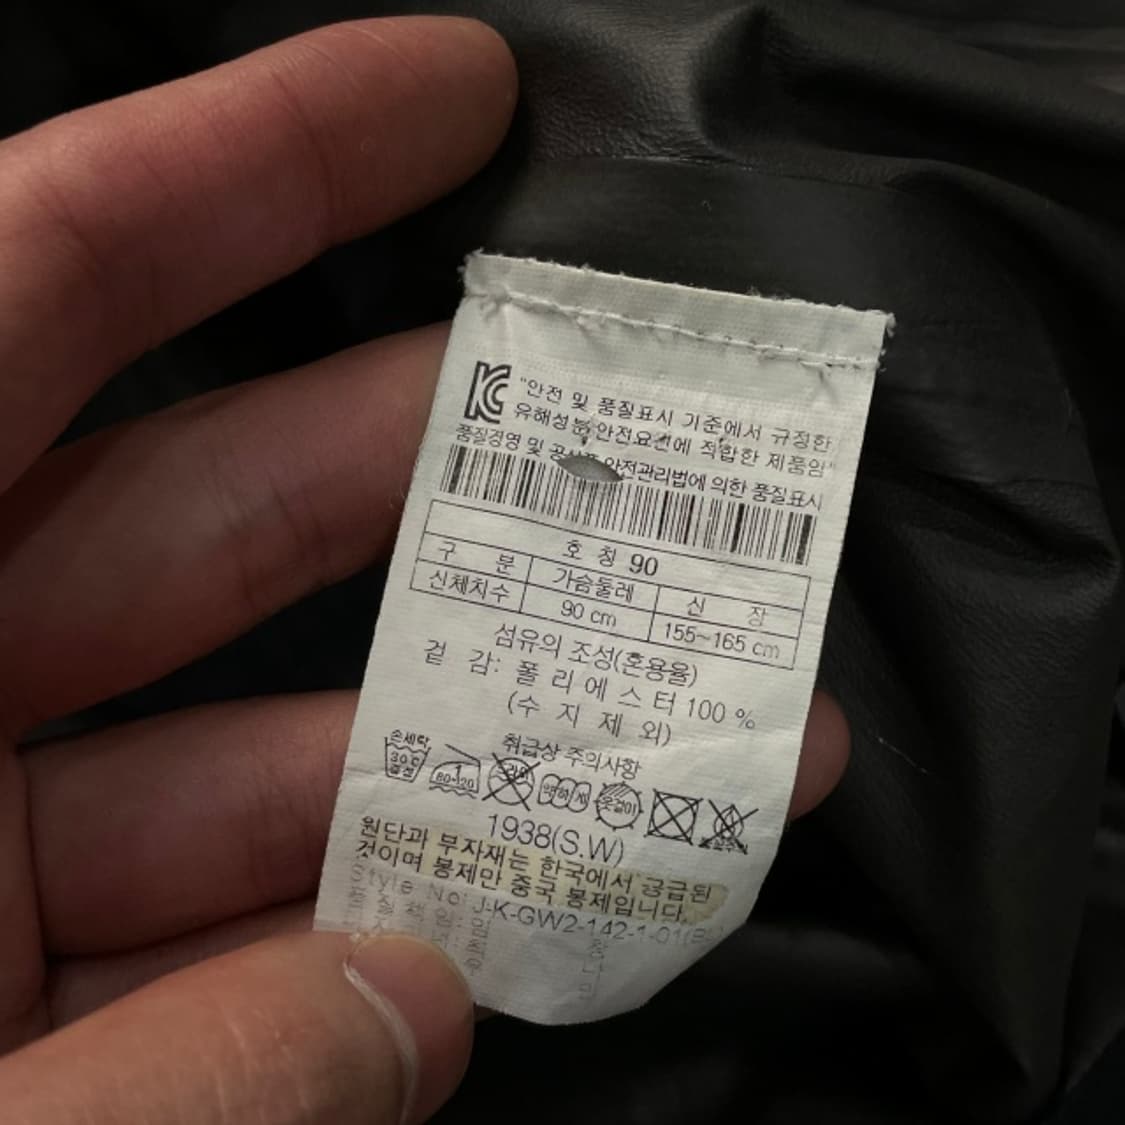 "안전 및 품질표시 기준에서 규정한
유해성분 안전요건에 적합한 제품임"
품질경영 및 공산품 안전관리법에 의한 품질표시
호 칭 90
구 분 가슴둘레 신 장
신체치수 90 cm 155~165 cm
섬유의 조성(혼용율)
겉 감: 폴 리 에 스 터 100 %
(수 지 제 외)
취급상 주의사항
손세탁
30℃
중성
80~120
옷걸이
1938(S.W)
원단과 부자재는 한국에서 공급된
것이며 봉제만 중국 봉제입니다.
Style No: J-K-GW2-142-1-01